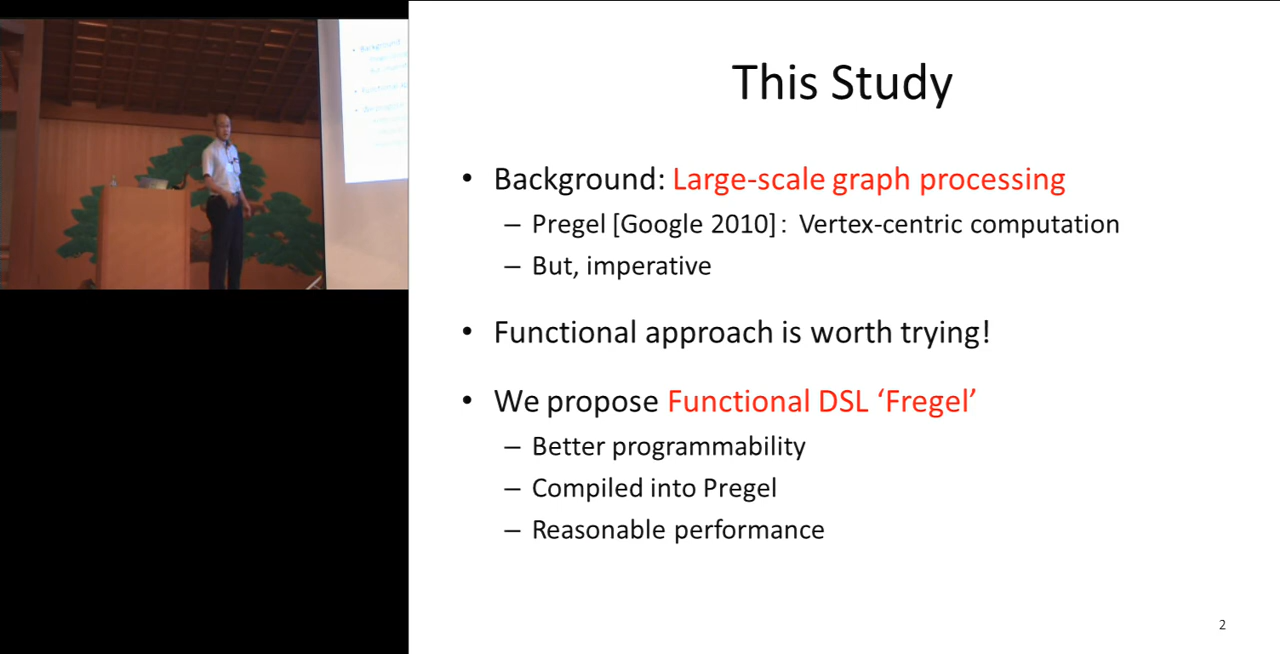 This Study
• Background: Large-scale graph processing
– Pregel [Google 2010] : Vertex-centric computation
– But, imperative
• Functional approach is worth trying!
• We propose Functional DSL ‘Fregel’
– Better programmability
– Compiled into Pregel
– Reasonable performance
2